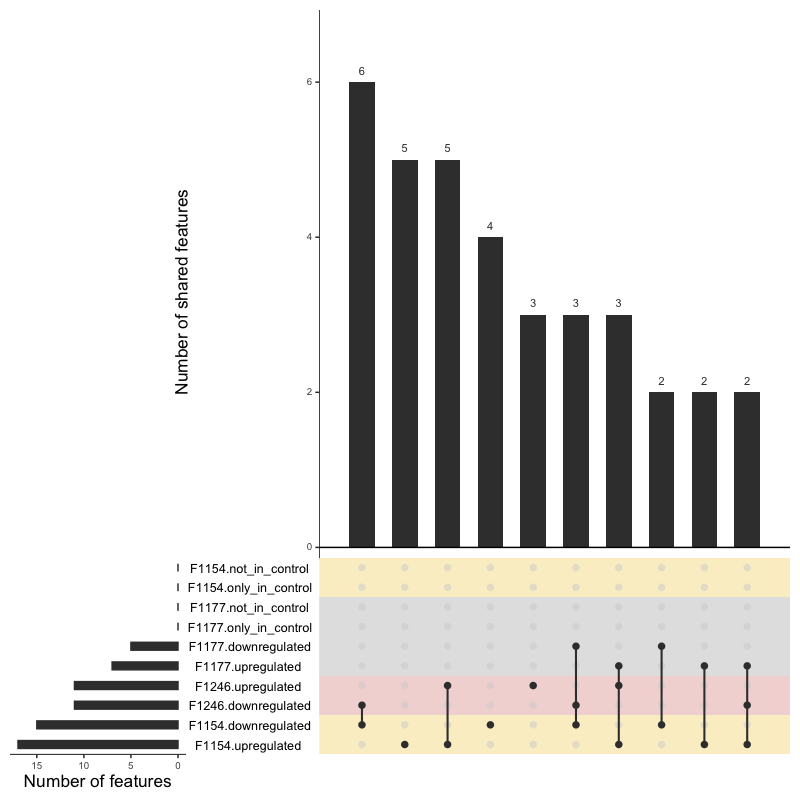 Number of shared features
6
4
2
0
6
5
5
4
3
3
3
2
2
2
F1154.not_in_control
F1154.only_in_control
F1177.not_in_control
F1177.only_in_control
F1177.downregulated
F1177.upregulated
F1246.upregulated
F1246.downregulated
F1154.downregulated
F1154.upregulated
15 10 5 0
Number of features